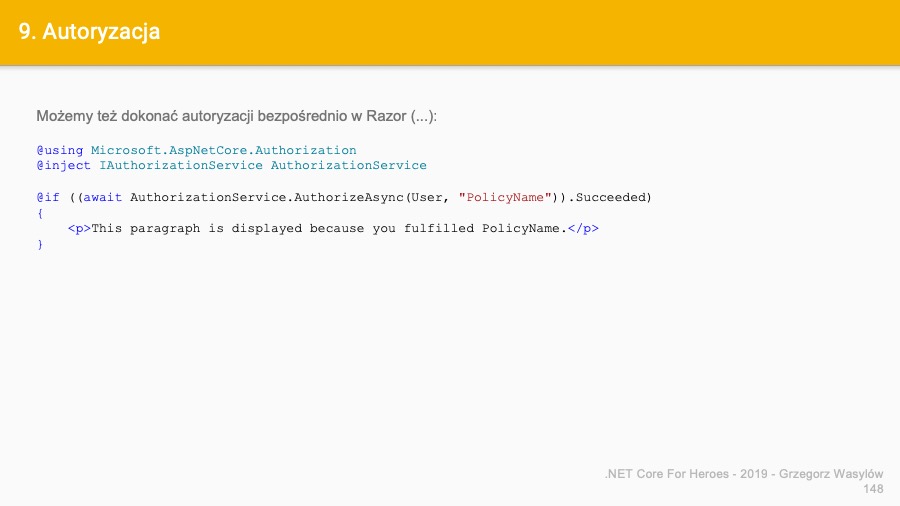 9. Autoryzacja
Możemy też dokonać autoryzacji bezpośrednio w Razor (...):
@using Microsoft.AspNetCore.Authorization
@inject IAuthorizationService AuthorizationService
@if ((await AuthorizationService.AuthorizeAsync(User, "PolicyName")).Succeeded)
{
    <p>This paragraph is displayed because you fulfilled PolicyName.</p>
}
.NET Core For Heroes - 2019 - Grzegorz Wasylów
148